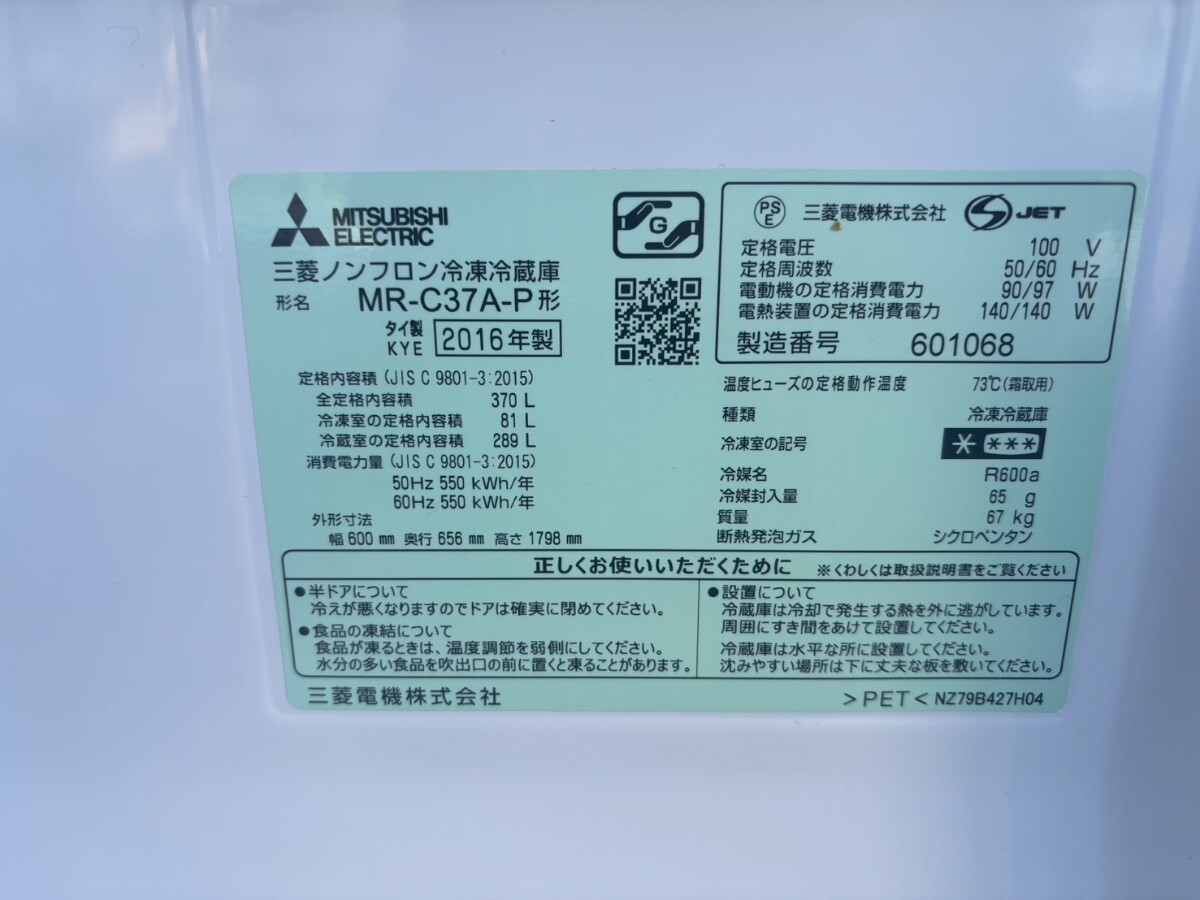 MITSUBISHI
ELECTRIC
三菱ノンフロン冷凍冷蔵庫
形名 MR-C37A-P形
タイ製
KYE
2016年製
定格内容積 (JIS C 9801-3:2015)
全定格内容積 370 L
冷凍室の定格内容積 81 L
冷蔵室の定格内容積 289 L
消費電力量 (JIS C 9801-3:2015)
50Hz 550 kWh/年
60Hz 550 kWh/年
外形寸法
幅 600 mm 奥行 656 mm 高さ 1798 mm
G
PS
E
三菱電機株式会社
JET
定格電圧 100 V
定格周波数 50/60 Hz
電動機の定格消費電力 90/97 W
電熱装置の定格消費電力 140/140 W
製造番号 601068
温度ヒューズの定格動作温度 73℃(霜取用)
種類 冷凍冷蔵庫
冷凍室の記号 * ***
冷媒名 R600a
冷媒封入量 65 g
質量 67 kg
断熱発泡ガス シクロペンタン
正しくお使いいただくために ※くわしくは取扱説明書をご覧ください
●半ドアについて
冷えが悪くなりますのでドアは確実に閉めてください。
●食品の凍結について
食品が凍るときは、温度調節を弱側にしてください。
水分の多い食品を吹出口の前に置くと凍ることがあります。
●設置について
冷蔵庫は冷却で発生する熱を外に逃がしています。
周囲にすき間をあけて設置してください。
冷蔵庫は水平な所に設置してください。
沈みやすい場所は下に丈夫な板を敷いてください。
三菱電機株式会社
>PET< NZ79B427H04